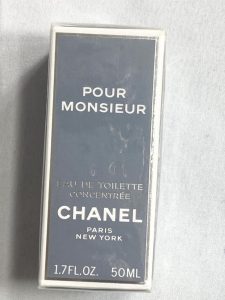 POUR
MONSIEUR
EAU DE TOILETTE
CONCENTRÉE
CHANEL
PARIS
NEW YORK
1.7FL.OZ. 50ML